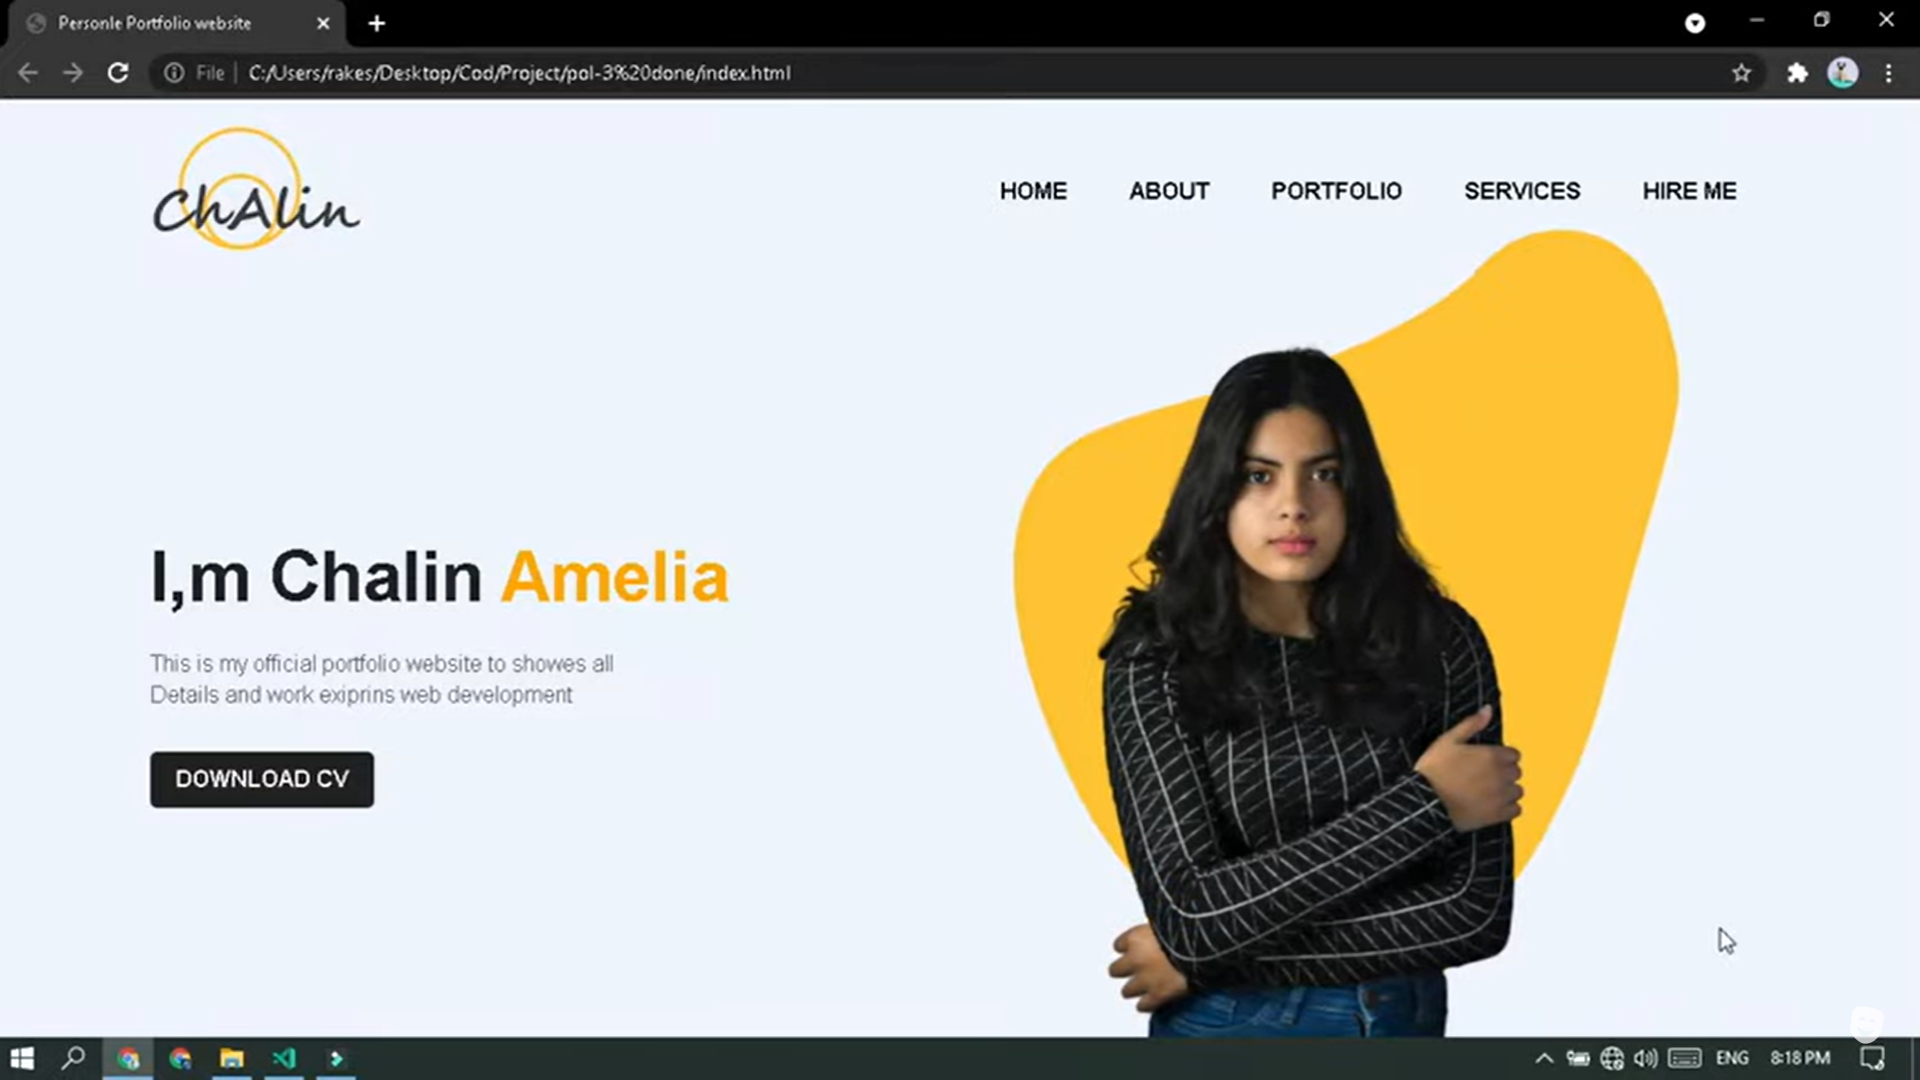 Personle Portfolio website
File
C:/Users/rakes/Desktop/Cod/Project/pol-3%20done/index.html
ChAlin
HOME ABOUT PORTFOLIO SERVICES HIRE ME
I,m Chalin Amelia
This is my official portfolio website to showes all
Details and work exiprins web development
DOWNLOAD CV
ENG 8:18 PM